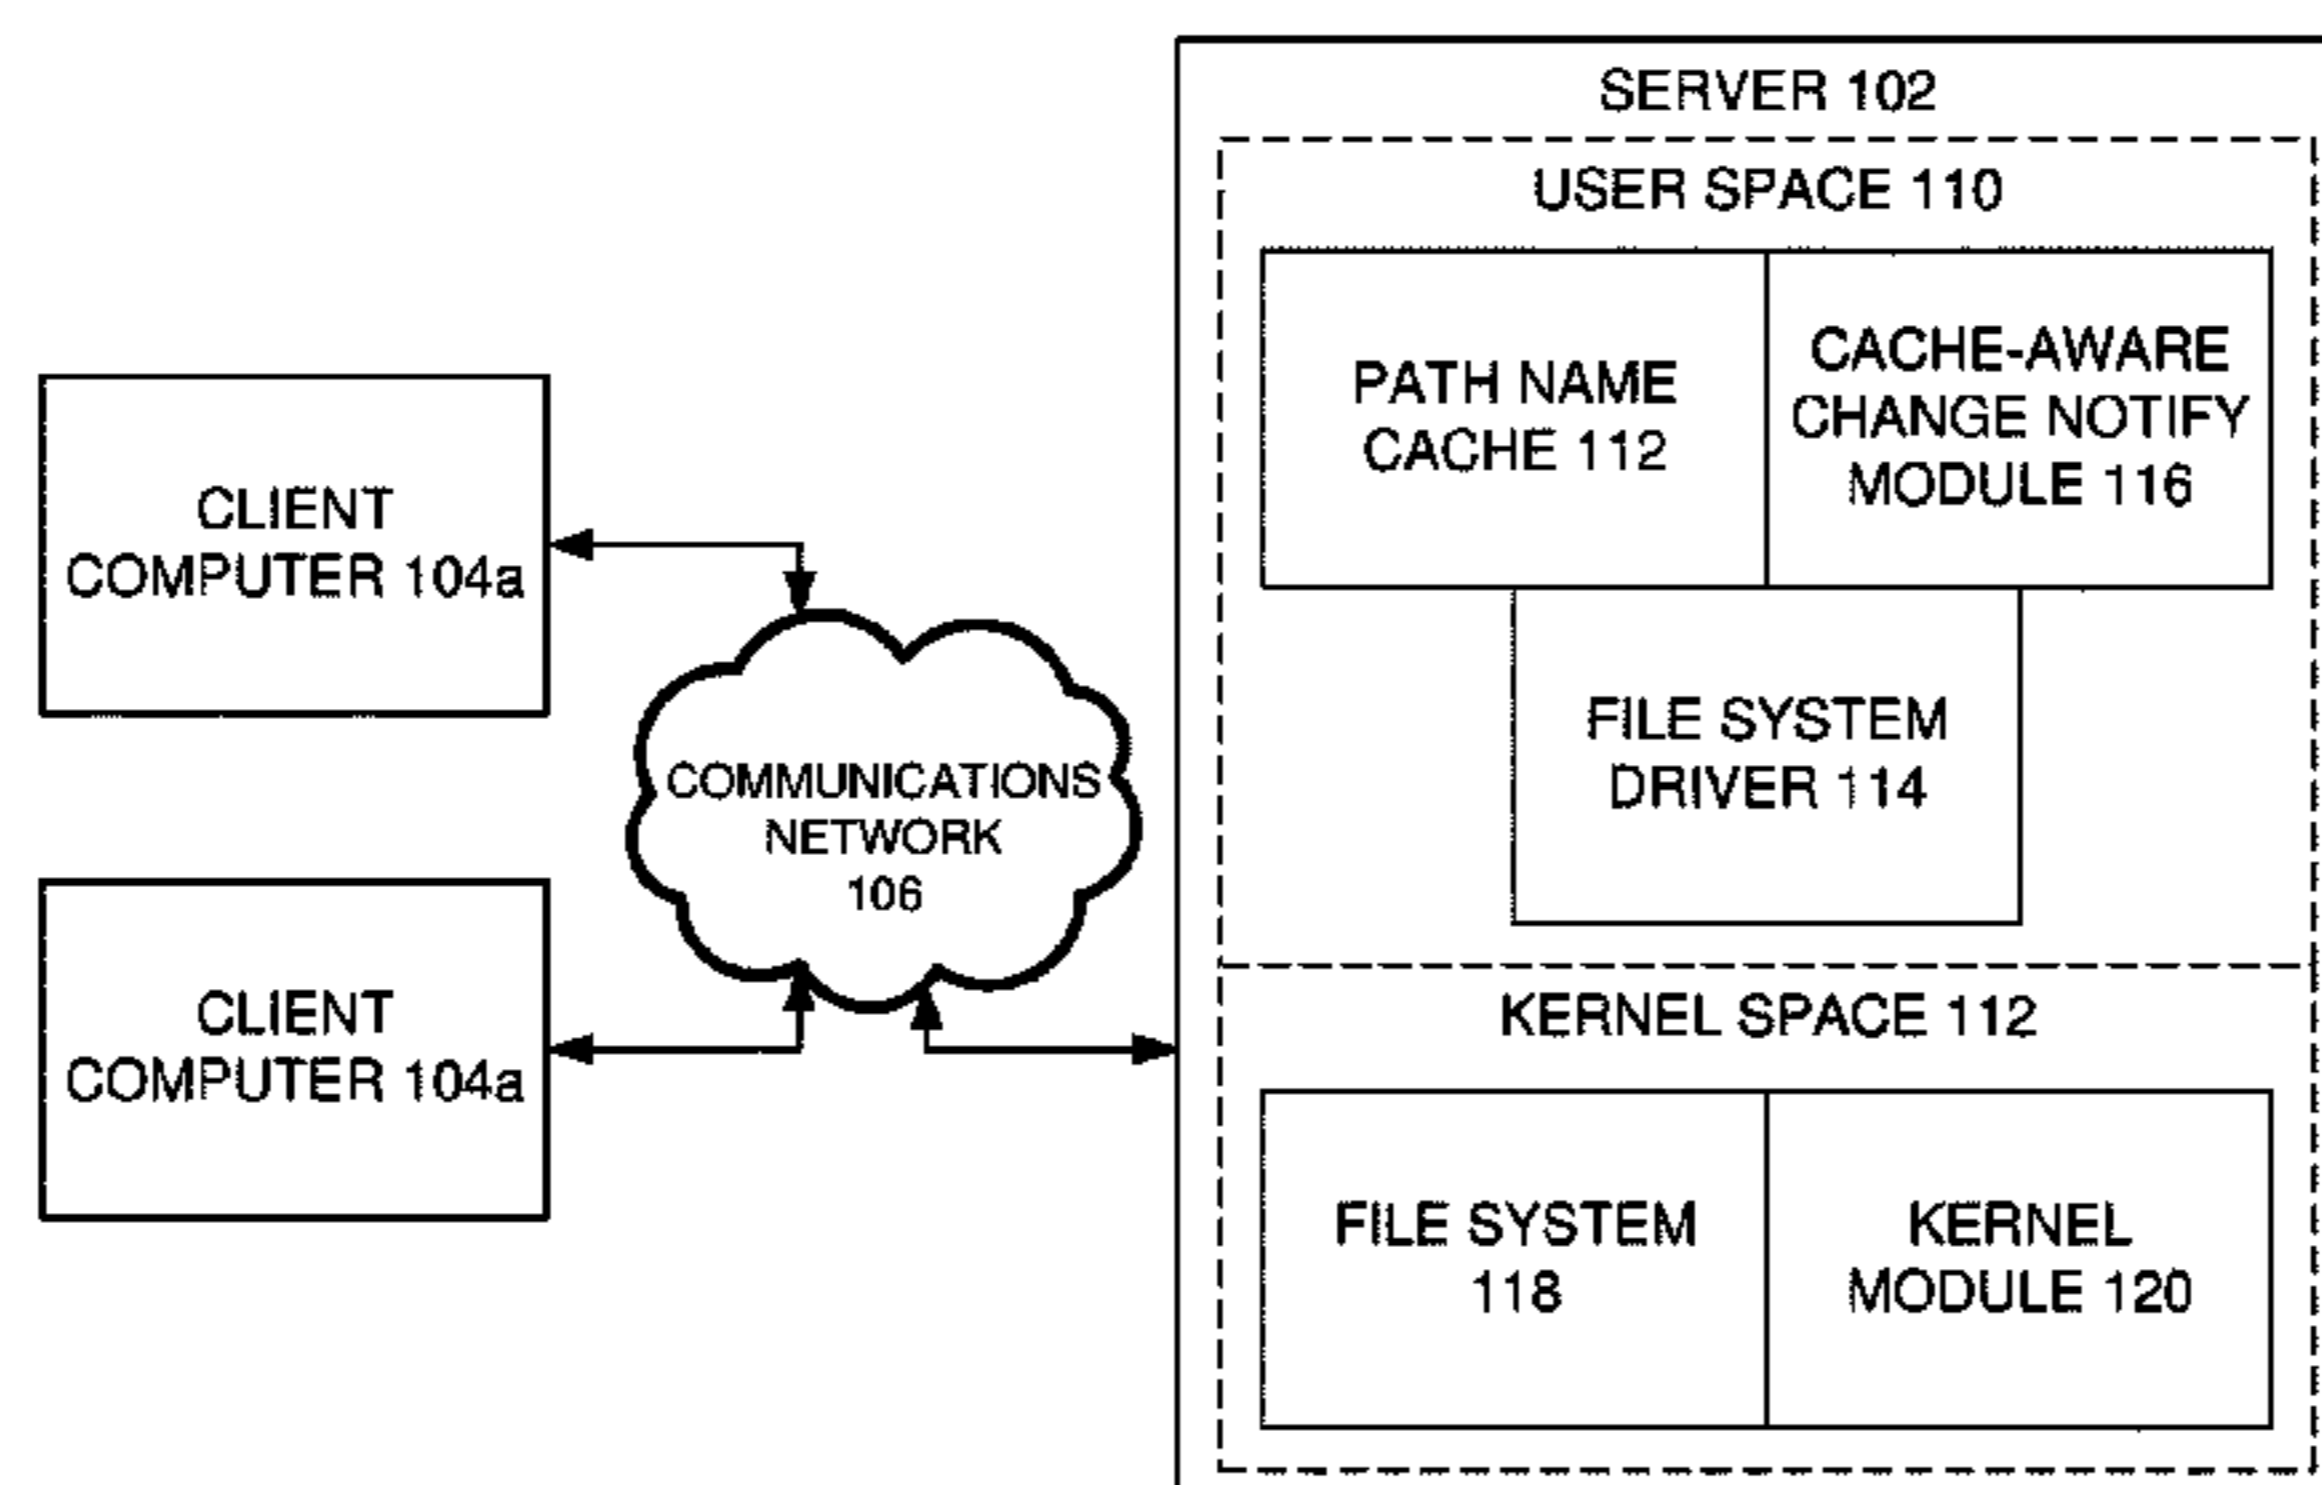 SERVER 102
USER SPACE 110
PATH NAME
CACHE 112
CACHE-AWARE
CHANGE NOTIFY
MODULE 116
CLIENT
COMPUTER 104a
FILE SYSTEM
DRIVER 114
COMMUNICATIONS
NETWORK
106
CLIENT
COMPUTER 104a
KERNEL SPACE 112
FILE SYSTEM
118
KERNEL
MODULE 120